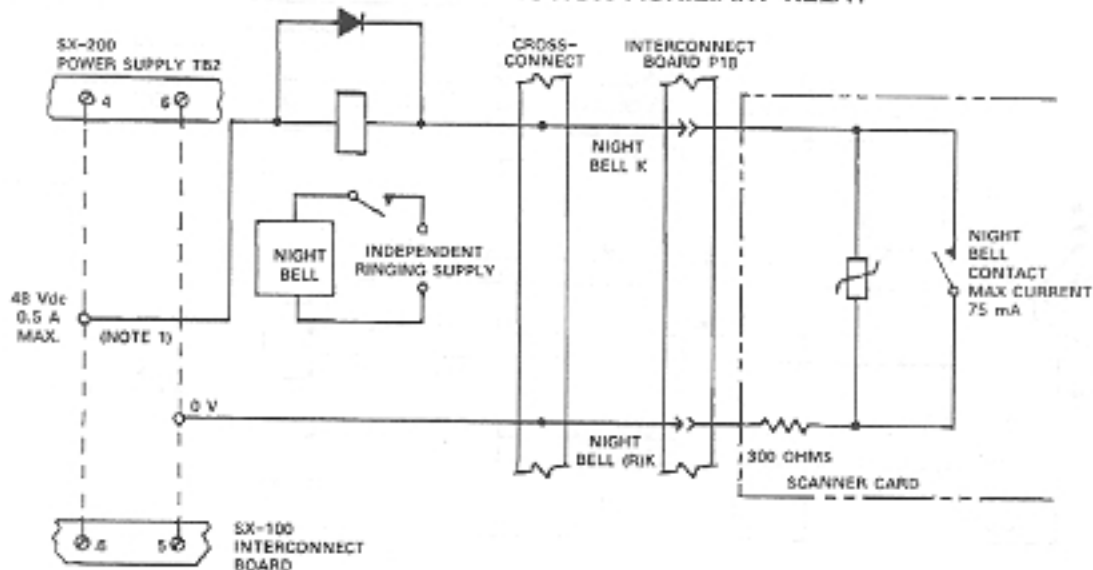 SX-200
POWER SUPPLY TB2
4
6
CROSS-
CONNECT
INTERCONNECT
BOARD P10
NIGHT
BELL K
NIGHT
BELL
INDEPENDENT
RINGING SUPPLY
48 Vdc
0.5 A
MAX.
(NOTE 1)
0 V
NIGHT
BELL
CONTACT
MAX CURRENT
75 mA
NIGHT
BELL (R)K
300 OHMS
SCANNER CARD
5
SX-100
INTERCONNECT
BOARD